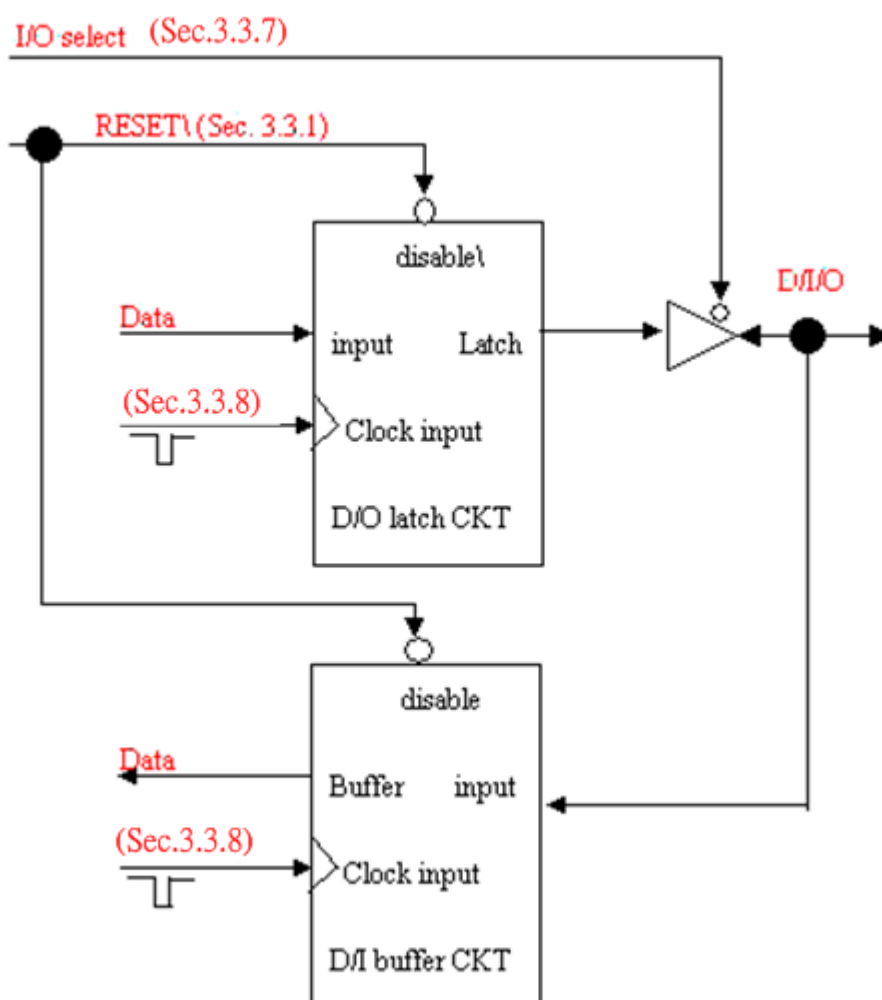 I/O select (Sec.3.3.7)
RESET\ (Sec. 3.3.1)
disable\
D/I/O
Data
input
Latch
(Sec.3.3.8)
Clock input
D/O latch CKT
disable
Data
Buffer
input
(Sec.3.3.8)
Clock input
D/I buffer CKT